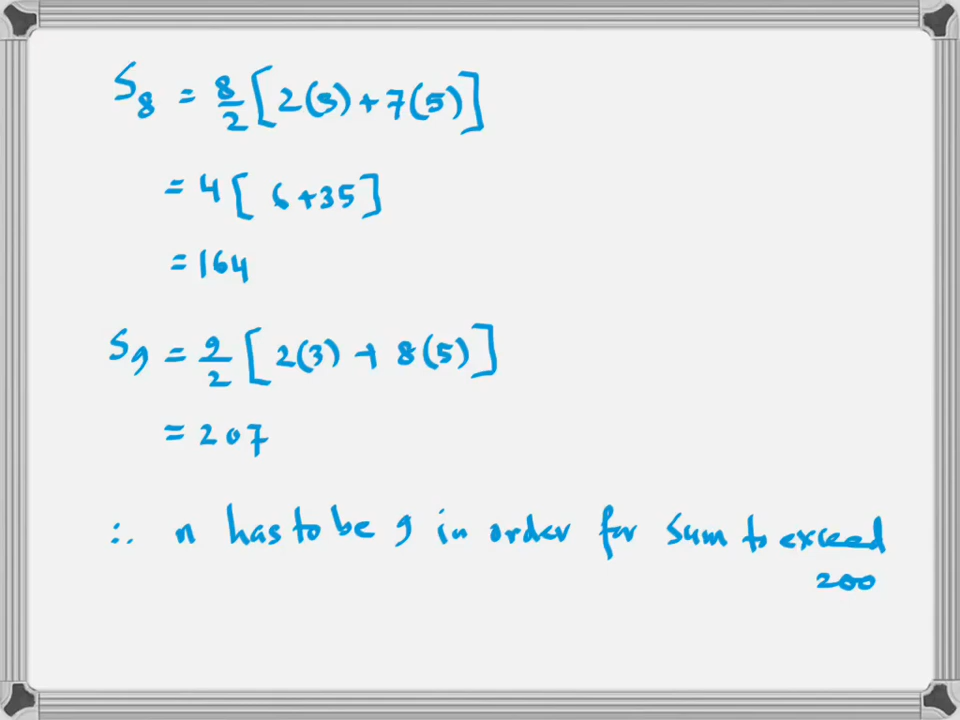 S₈ = 8/2 [2(3) + 7(5)]
= 4 [6 + 35]
= 164
S₉ = 9/2 [2(3) + 8(5)]
= 207
∴ n has to be 9 in order for sum to exceed
200